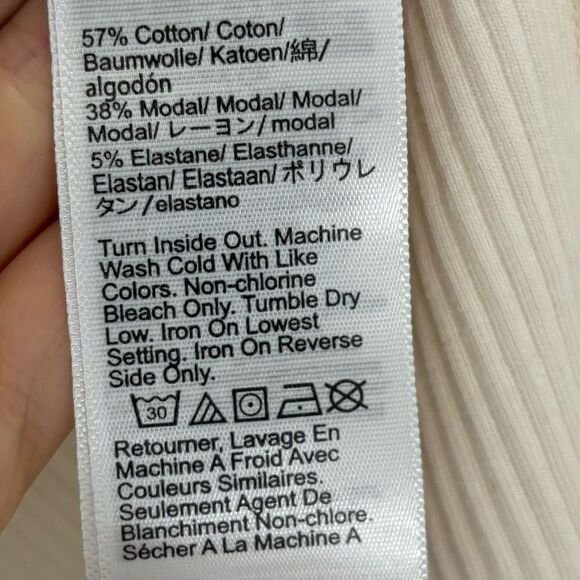 57% Cotton/ Coton/
Baumwolle/ Katoen/綿/
algodón
38% Modal/ Modal/ Modal/
Modal/ レーヨン/ modal
5% Elastane/ Elasthanne/
Elastan/ Elastaan/ ポリウレ
タン/elastano
Turn Inside Out. Machine
Wash Cold With Like
Colors. Non-chlorine
Bleach Only. Tumble Dry
Low. Iron On Lowest
Setting. Iron On Reverse
Side Only.
30
Retourner, Lavage En
Machine A Froid Avec
Couleurs Similaires.
Seulement Agent De
Blanchiment Non-chlore.
Sécher A La Machine A